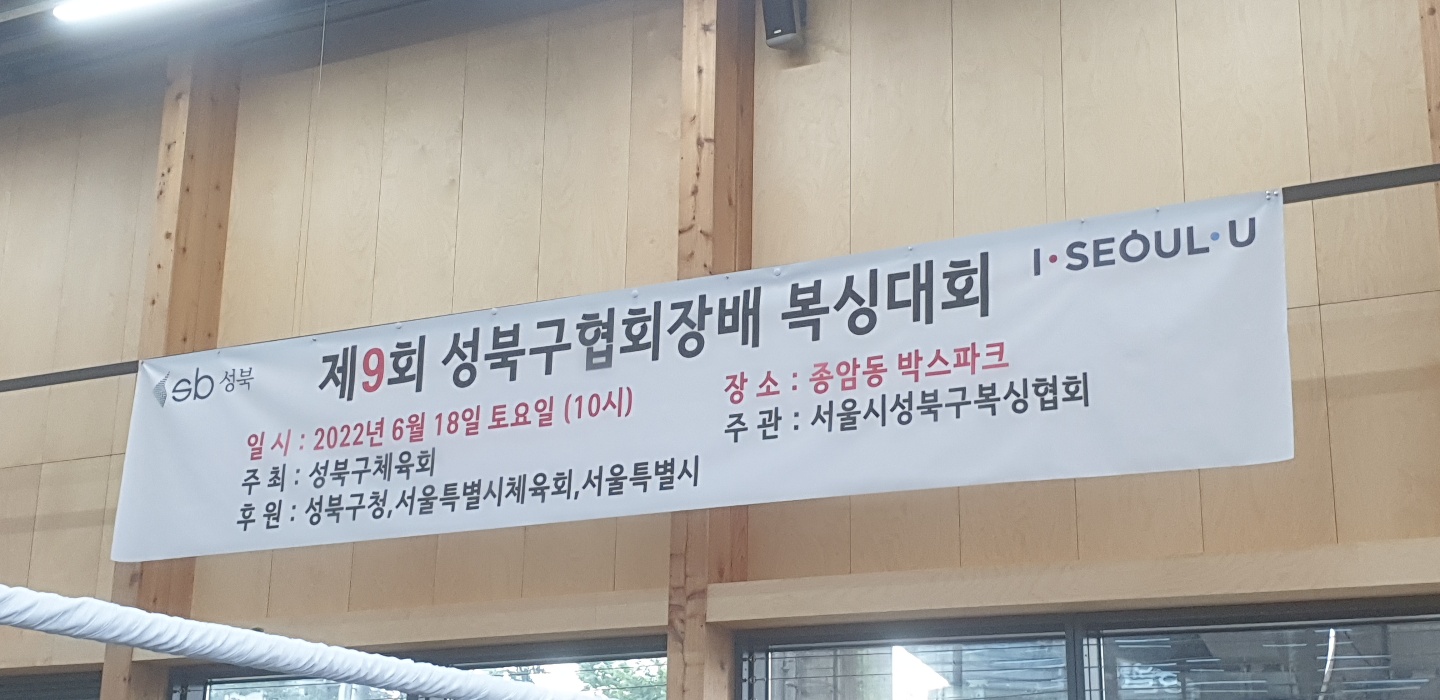 sb 성북
I·SEOUL·U
제9회 성북구협회장배 복싱대회
일 시 : 2022년 6월 18일 토요일 (10시)
장 소 : 종암동 박스파크
주 최 : 성북구체육회
주 관 : 서울시성북구복싱협회
후 원 : 성북구청,서울특별시체육회,서울특별시